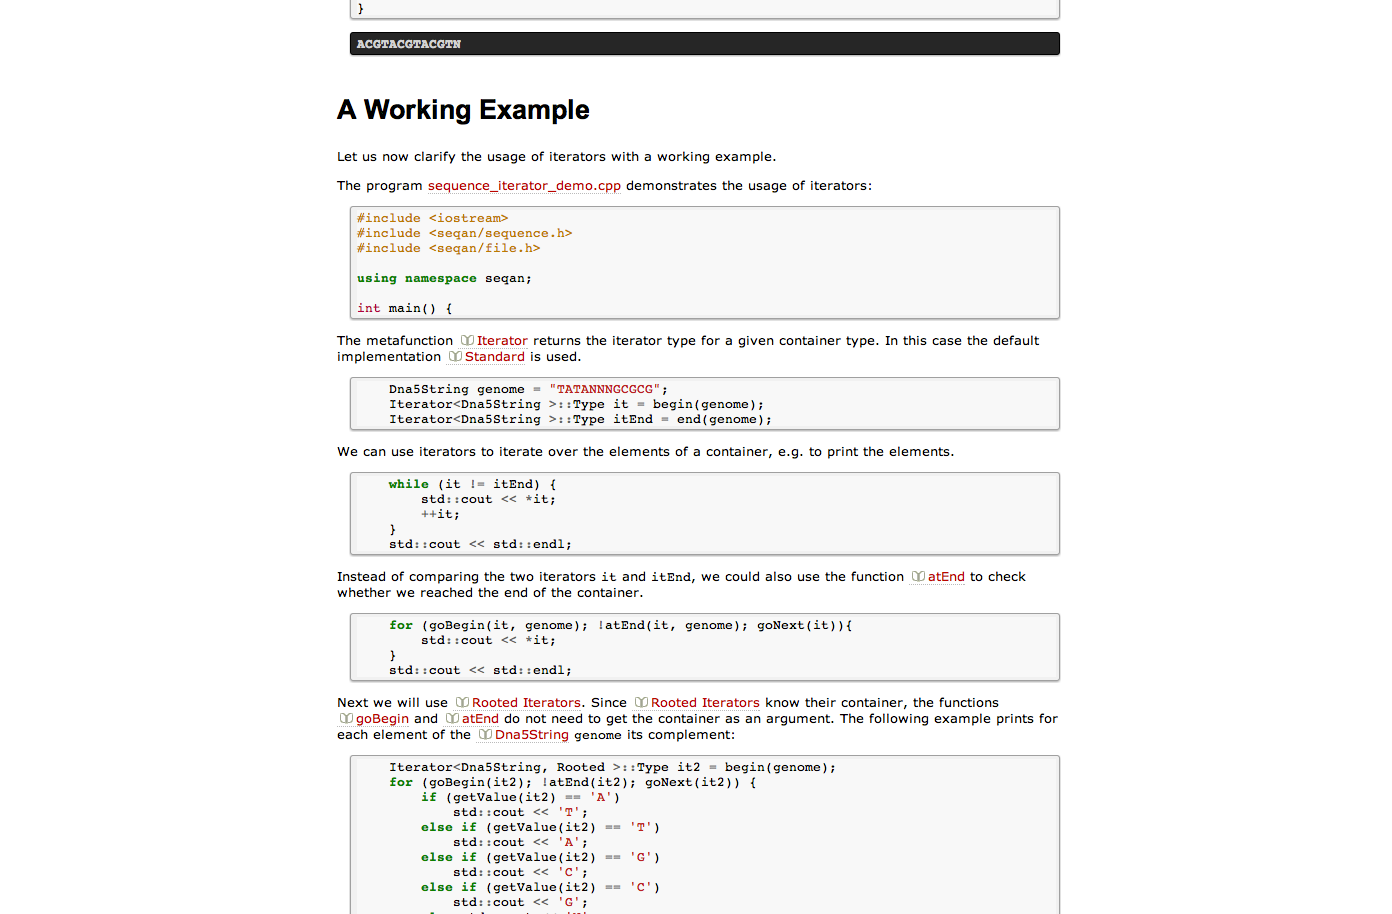 }
ACGTACGTACGTN
A Working Example
Let us now clarify the usage of iterators with a working example.
The program sequence_iterator_demo.cpp demonstrates the usage of iterators:
#include <iostream>
#include <seqan/sequence.h>
#include <seqan/file.h>
using namespace seqan;
int main() {
The metafunction Iterator returns the iterator type for a given container type. In this case the default
implementation Standard is used.
Dna5String genome = "TATANNNGCGCG";
Iterator<Dna5String >::Type it = begin(genome);
Iterator<Dna5String >::Type itEnd = end(genome);
We can use iterators to iterate over the elements of a container, e.g. to print the elements.
while (it != itEnd) {
std::cout << *it;
++it;
}
std::cout << std::endl;
Instead of comparing the two iterators it and itEnd, we could also use the function atEnd to check
whether we reached the end of the container.
for (goBegin(it, genome); !atEnd(it, genome); goNext(it)){
std::cout << *it;
}
std::cout << std::endl;
Next we will use Rooted Iterators. Since Rooted Iterators know their container, the functions
goBegin and atEnd do not need to get the container as an argument. The following example prints for
each element of the Dna5String genome its complement:
Iterator<Dna5String, Rooted >::Type it2 = begin(genome);
for (goBegin(it2); !atEnd(it2); goNext(it2)) {
if (getValue(it2) == 'A')
std::cout << 'T';
else if (getValue(it2) == 'T')
std::cout << 'A';
else if (getValue(it2) == 'G')
std::cout << 'C';
else if (getValue(it2) == 'C')
std::cout << 'G';